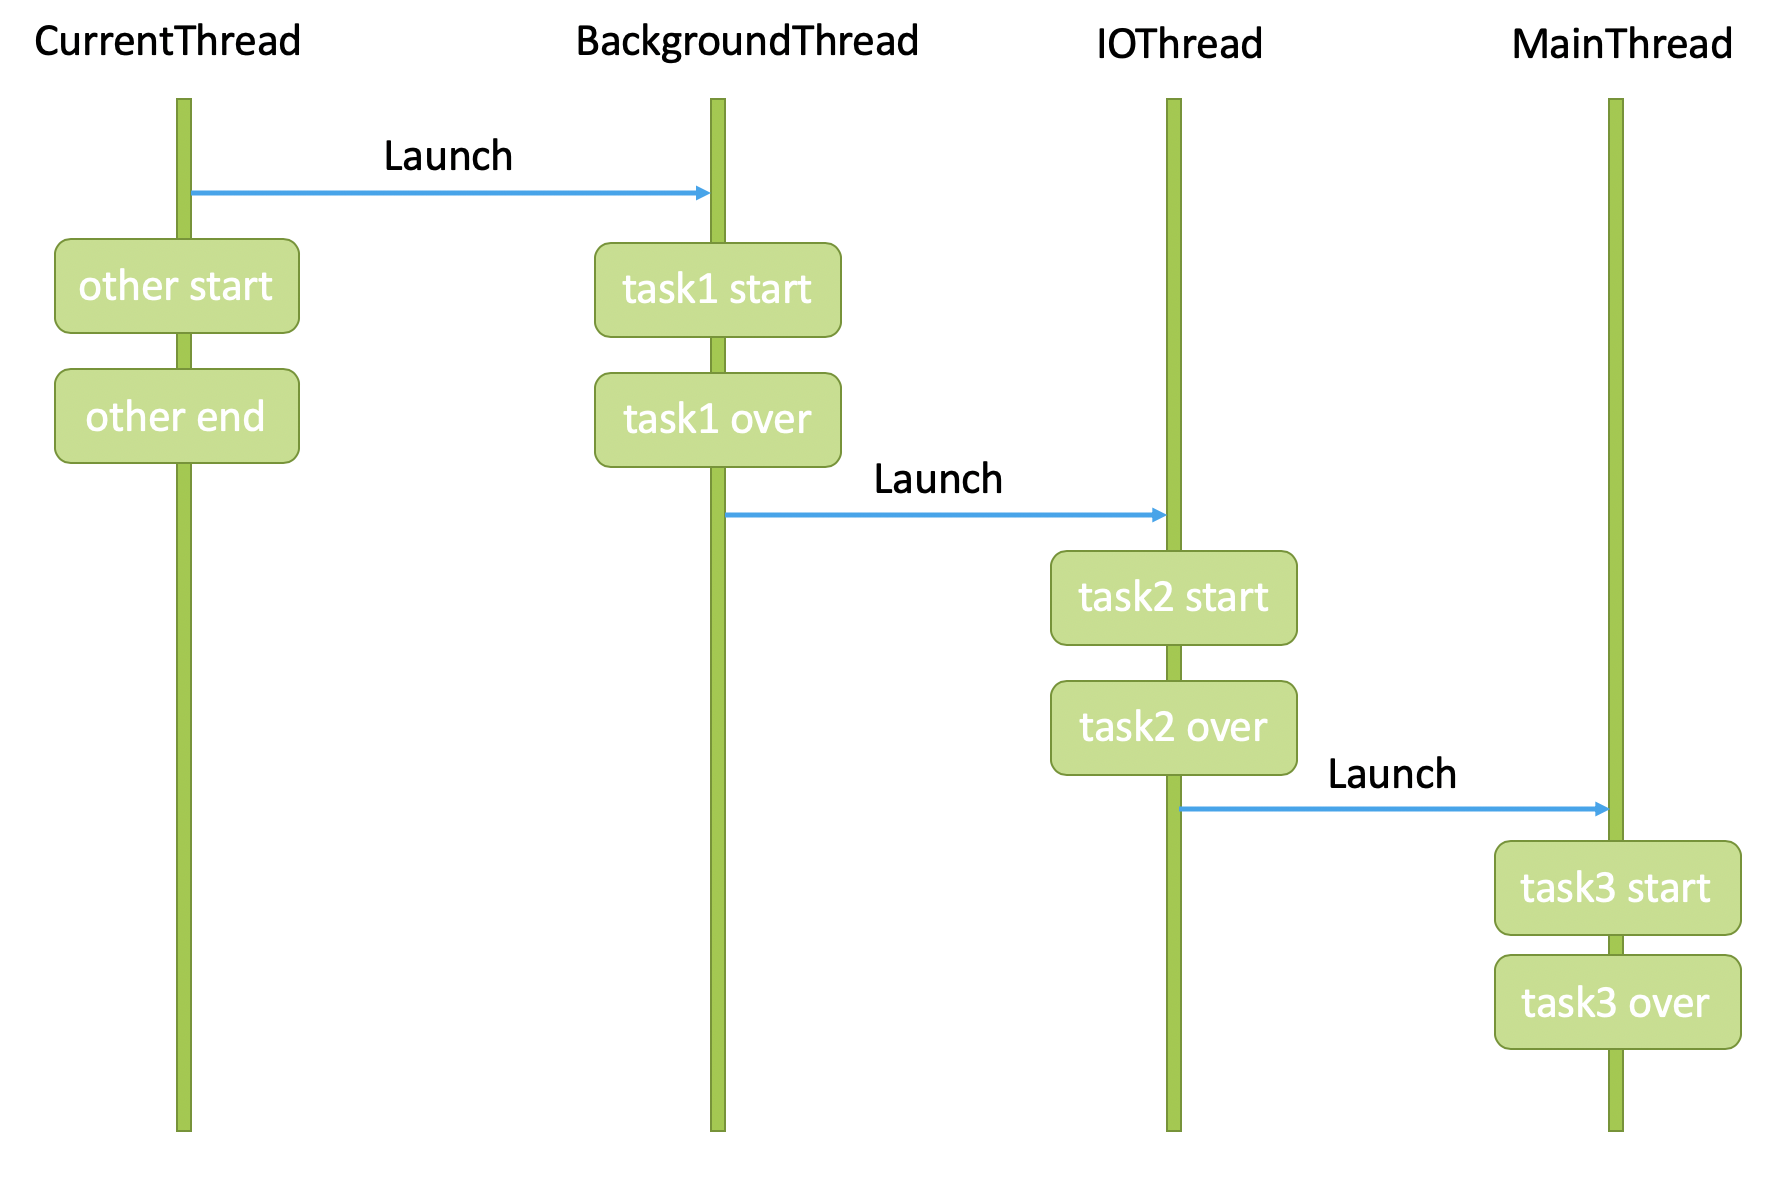 CurrentThread
BackgroundThread
IOThread
MainThread
Launch
other start
task1 start
other end
task1 over
Launch
task2 start
task2 over
Launch
task3 start
task3 over